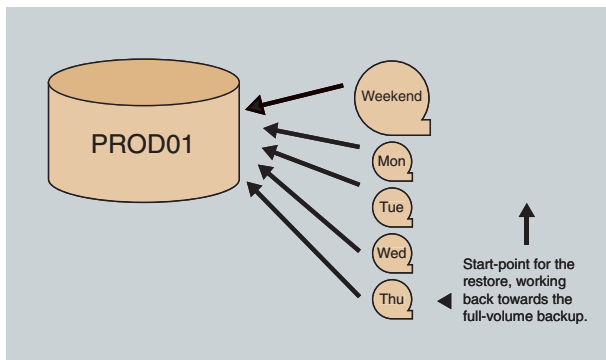 PROD01
Weekend
Mon
Tue
Wed
Thu
Start-point for the
restore, working
back towards the
full-volume backup.